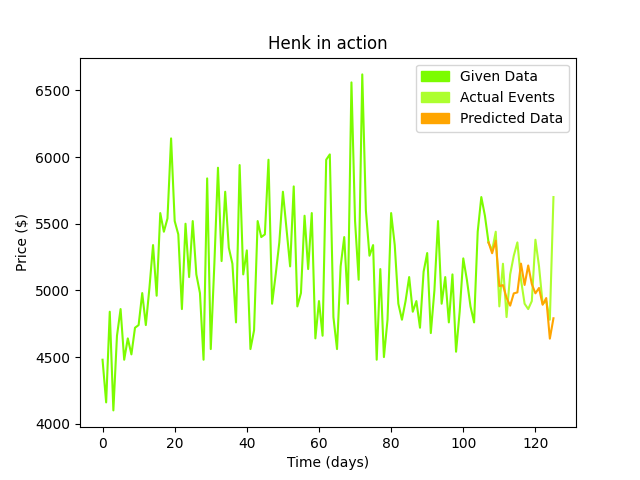 Henk in action
Given Data
Actual Events
Predicted Data
Price ($)
6500
6000
5500
5000
4500
4000
0 20 40 60 80 100 120
Time (days)